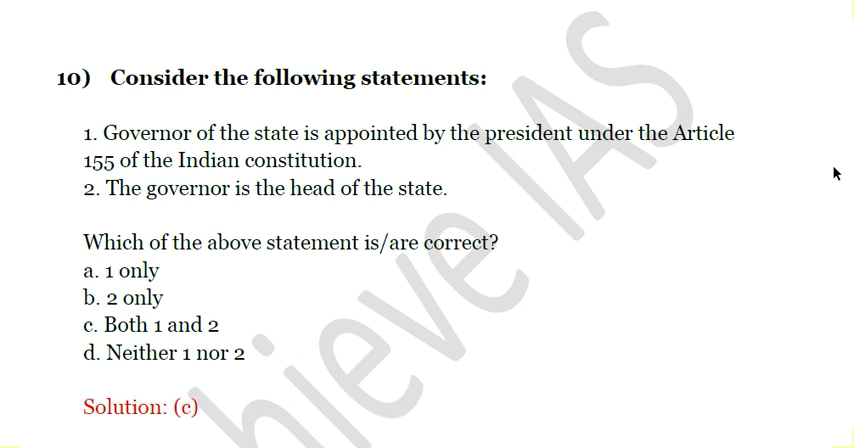 10) Consider the following statements:
1. Governor of the state is appointed by the president under the Article
155 of the Indian constitution.
2. The governor is the head of the state.
Which of the above statement is/are correct?
a. 1 only
b. 2 only
c. Both 1 and 2
d. Neither 1 nor 2
Solution: (c)
hieve IAS